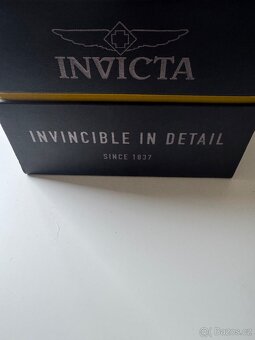 INVICTA
INVINCIBLE IN DETAIL
SINCE 1837
Bazos.cz